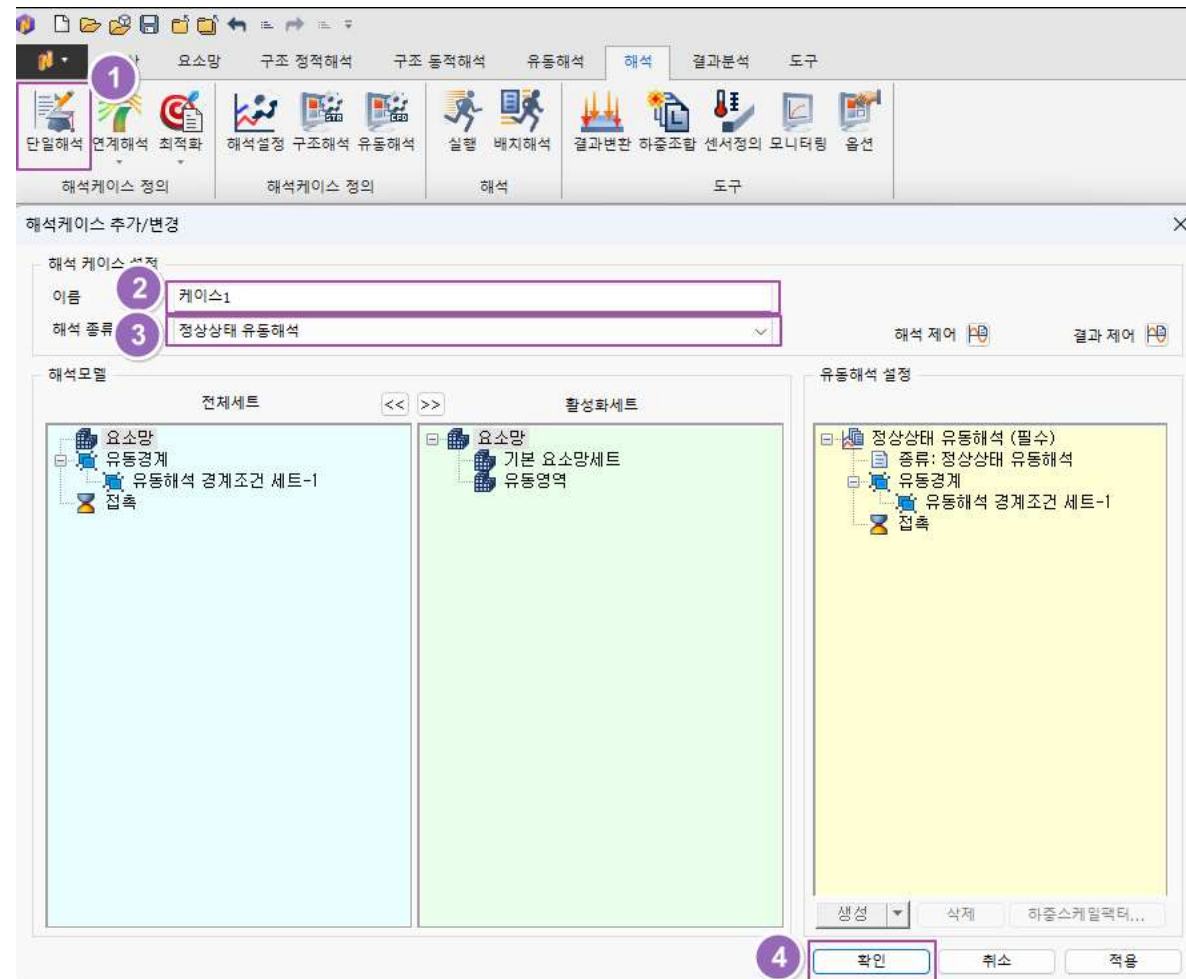 요소망 구조 정적해석 구조 동적해석 유동해석 해석 결과분석 도구
1
단일해석 연계해석 최적화 해석설정 구조해석 유동해석 실행 배치해석 결과변환 하중조합 센서정의 모니터링 옵션
해석케이스 정의 해석케이스 정의 해석 도구
해석케이스 추가/변경
해석 케이스 설정
이름 2 케이스1
해석 종류 3 정상상태 유동해석 해석 제어 결과 제어
해석모델 유동해석 설정
전체세트 << >> 활성화세트
요소망
유동경계
유동해석 경계조건 세트-1
접촉
요소망
기본 요소망세트
유동영역
정상상태 유동해석 (필수)
종류: 정상상태 유동해석
유동경계
유동해석 경계조건 세트-1
접촉
생성 삭제 하중스케일팩터...
4 확인 취소 적용